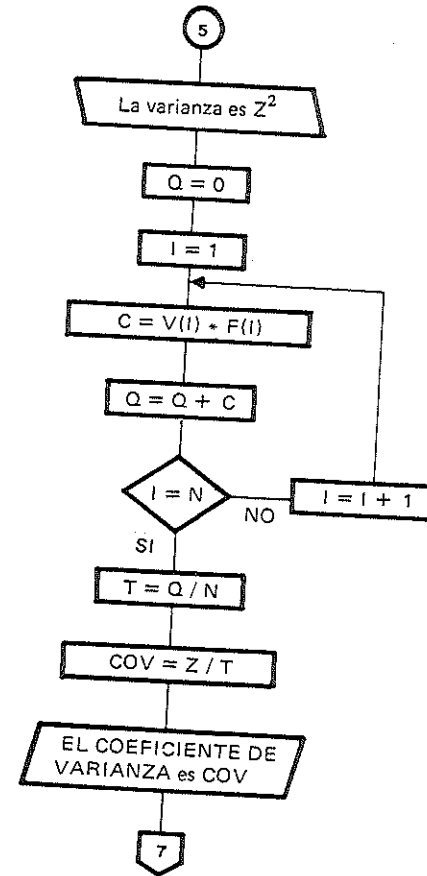 5
La varianza es Z²
Q = 0
I = 1
C = V(I) * F(I)
Q = Q + C
I = N
NO
I = I + 1
SI
T = Q / N
COV = Z / T
EL COEFICIENTE DE
VARIANZA es COV
7